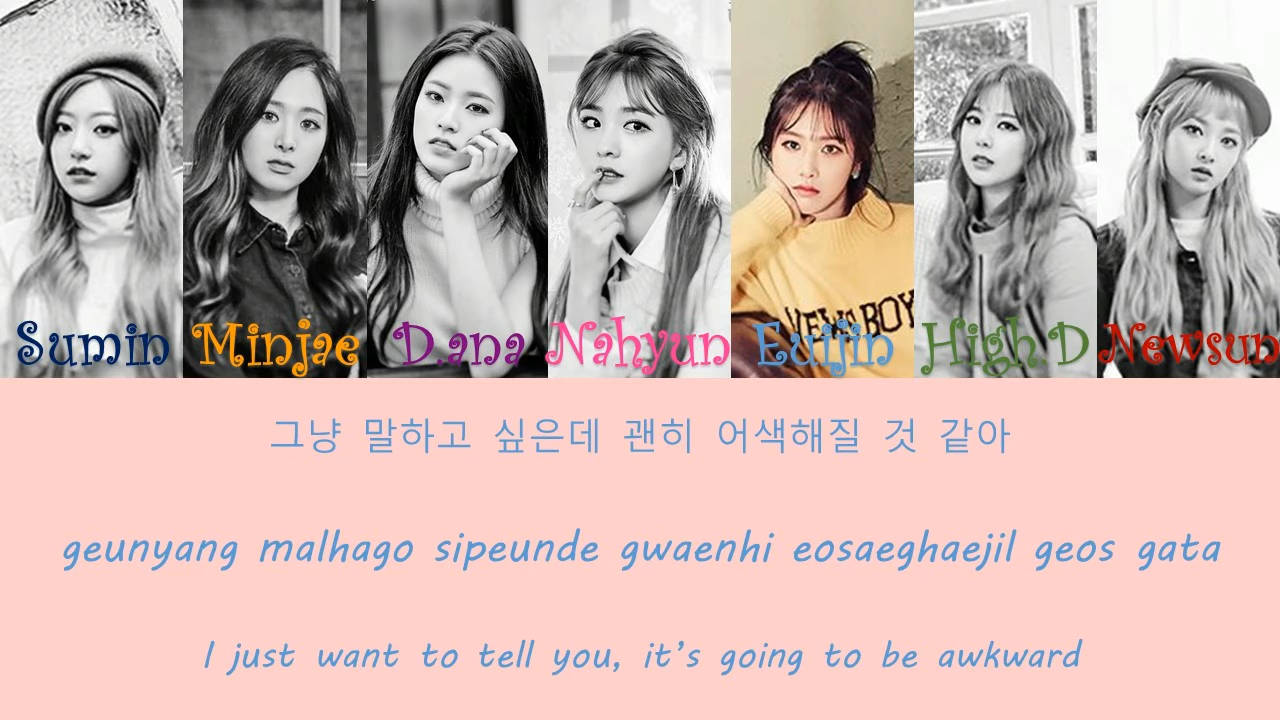 Sumin Minjae D.ana Nahyun Euijin High.D Newsun
그냥 말하고 싶은데 괜히 어색해질 것 같아
geunyang malhago sipeunde gwaenhi eosaeghaejil geos gata
I just want to tell you, it’s going to be awkward